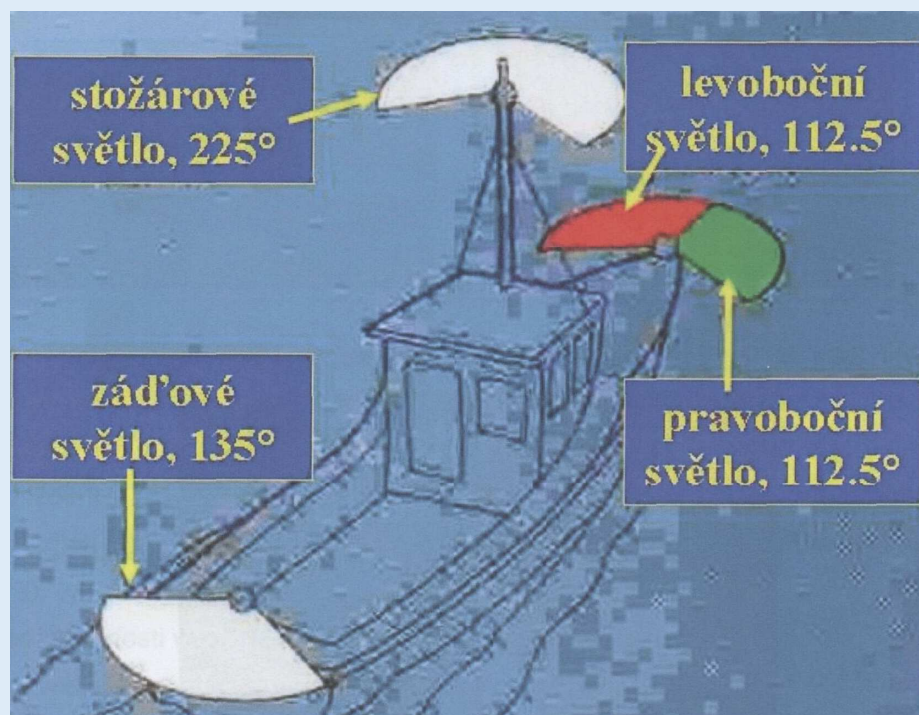 stožárové
světlo, 225°
levoboční
světlo, 112.5°
záďové
světlo, 135°
pravoboční
světlo, 112.5°